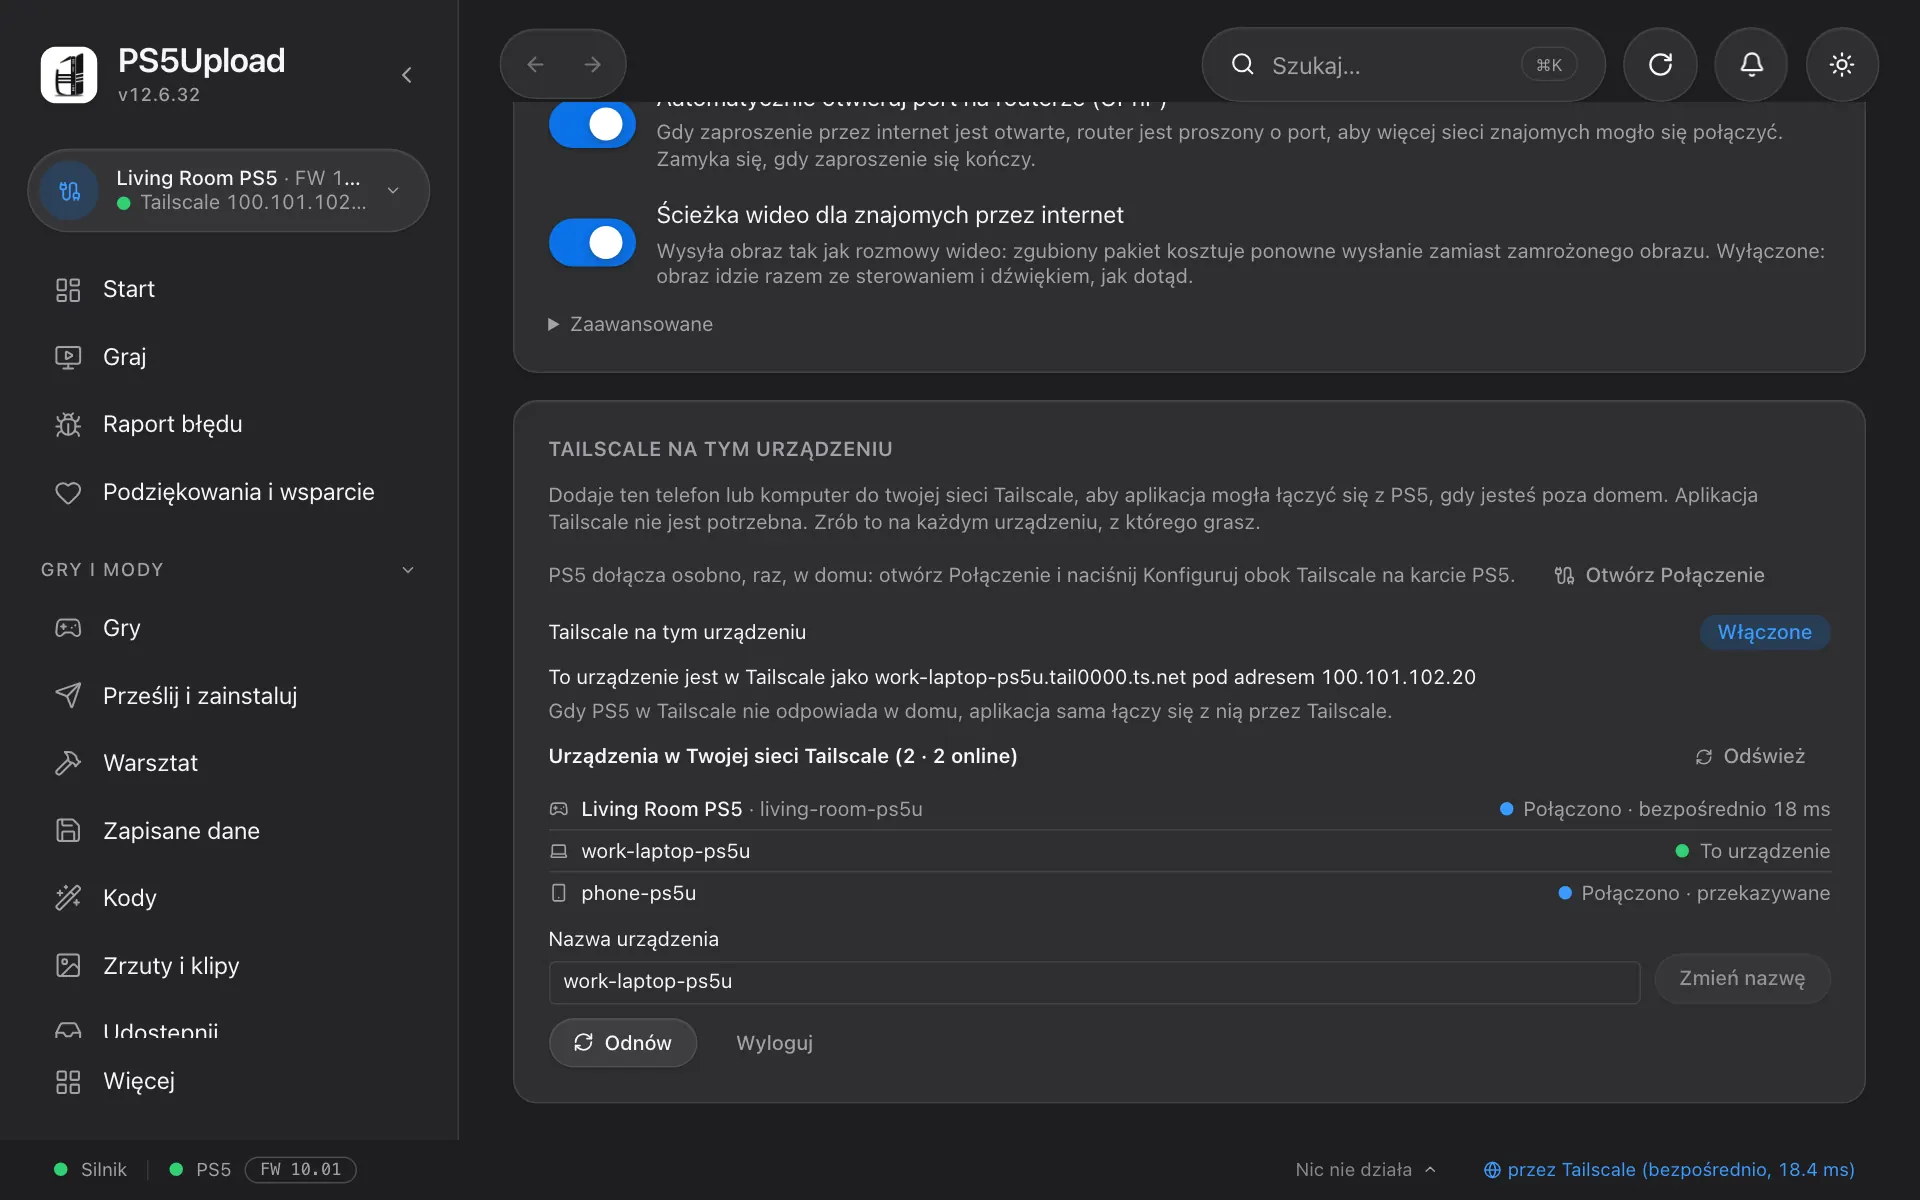 PS5Upload
v12.6.32
Living Room PS5 · FW 1...
Tailscale 100.101.102...
Start
Graj
Raport błędu
Podziękowania i wsparcie
GRY I MODY
Gry
Prześlij i zainstaluj
Warsztat
Zapisane dane
Kody
Zrzuty i klipy
Udostępnij
Więcej
Szukaj...
⌘K
Automatycznie otwieraj port na routerze (UPnP)
Gdy zaproszenie przez internet jest otwarte, router jest proszony o port, aby więcej sieci znajomych mogło się połączyć.
Zamyka się, gdy zaproszenie się kończy.
Ścieżka wideo dla znajomych przez internet
Wysyła obraz tak jak rozmowy wideo: zgubiony pakiet kosztuje ponowne wysłanie zamiast zamrożonego obrazu. Wyłączone:
obraz idzie razem ze sterowaniem i dźwiękiem, jak dotąd.
Zaawansowane
TAILSCALE NA TYM URZĄDZENIU
Dodaje ten telefon lub komputer do twojej sieci Tailscale, aby aplikacja mogła łączyć się z PS5, gdy jesteś poza domem. Aplikacja
Tailscale nie jest potrzebna. Zrób to na każdym urządzeniu, z którego grasz.
PS5 dołącza osobno, raz, w domu: otwórz Połączenie i naciśnij Konfiguruj obok Tailscale na karcie PS5.
Otwórz Połączenie
Tailscale na tym urządzeniu
Włączone
To urządzenie jest w Tailscale jako work-laptop-ps5u.tail0000.ts.net pod adresem 100.101.102.20
Gdy PS5 w Tailscale nie odpowiada w domu, aplikacja sama łączy się z nią przez Tailscale.
Urządzenia w Twojej sieci Tailscale (2 · 2 online)
Odśwież
Living Room PS5 · living-room-ps5u
Połączono · bezpośrednio 18 ms
work-laptop-ps5u
To urządzenie
phone-ps5u
Połączono · przekazywane
Nazwa urządzenia
work-laptop-ps5u
Zmień nazwę
Odnów
Wyloguj
Silnik
PS5
FW 10.01
Nic nie działa
przez Tailscale (bezpośrednio, 18.4 ms)